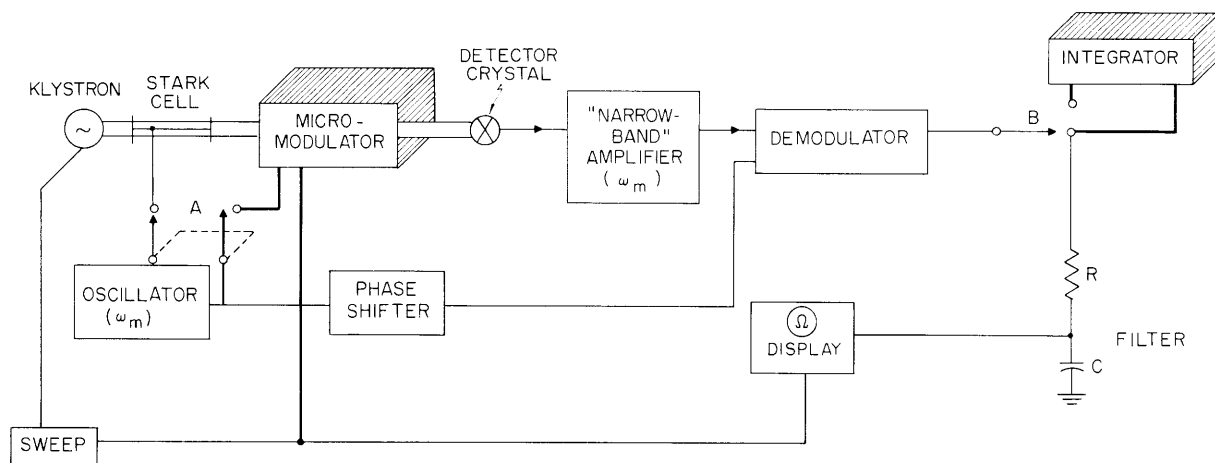 KLYSTRON
~
STARK
CELL
MICRO-
MODULATOR
DETECTOR
CRYSTAL
"NARROW-
BAND"
AMPLIFIER
( ωm )
DEMODULATOR
B
INTEGRATOR
A
OSCILLATOR
(ωm)
PHASE
SHIFTER
Ω
DISPLAY
R
FILTER
C
SWEEP